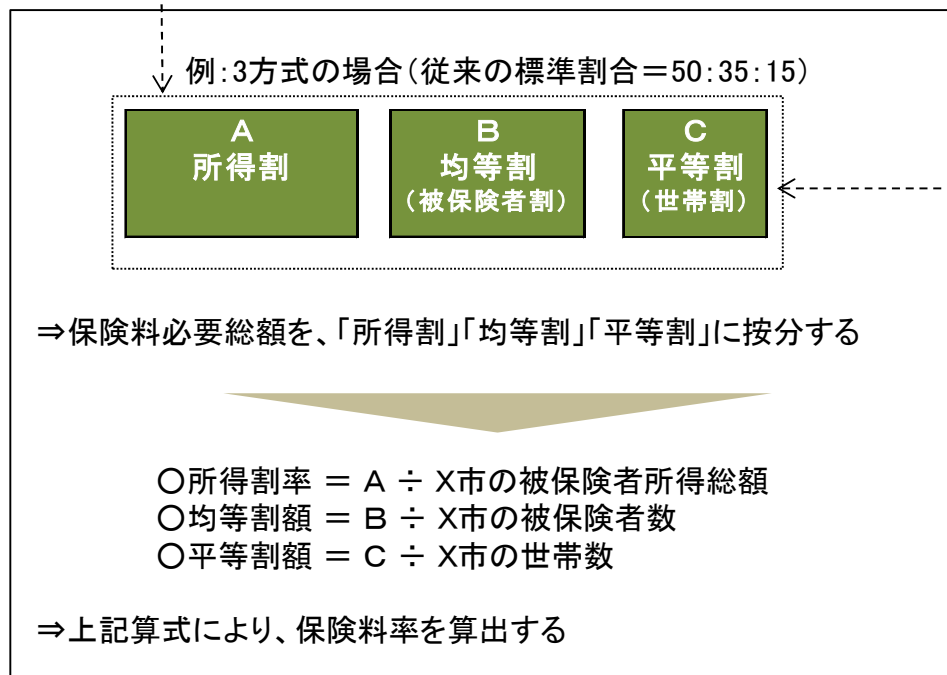 例：3方式の場合（従来の標準割合＝50：35：15）
A
所得割
B
均等割
（被保険者割）
C
平等割
（世帯割）
⇒保険料必要総額を、「所得割」「均等割」「平等割」に按分する
○所得割率 ＝ A ÷ X市の被保険者所得総額
○均等割額 ＝ B ÷ X市の被保険者数
○平等割額 ＝ C ÷ X市の世帯数
⇒上記算式により、保険料率を算出する